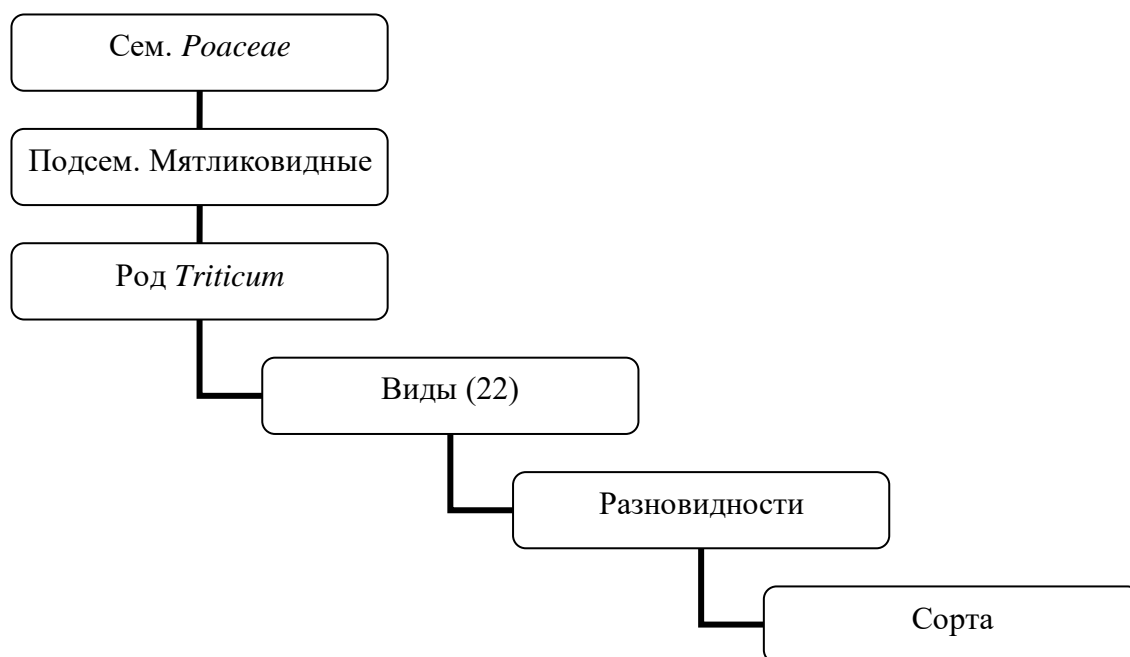 Сем. Poaceae
Подсем. Мятликовидные
Род Triticum
Виды (22)
Разновидности
Сорта